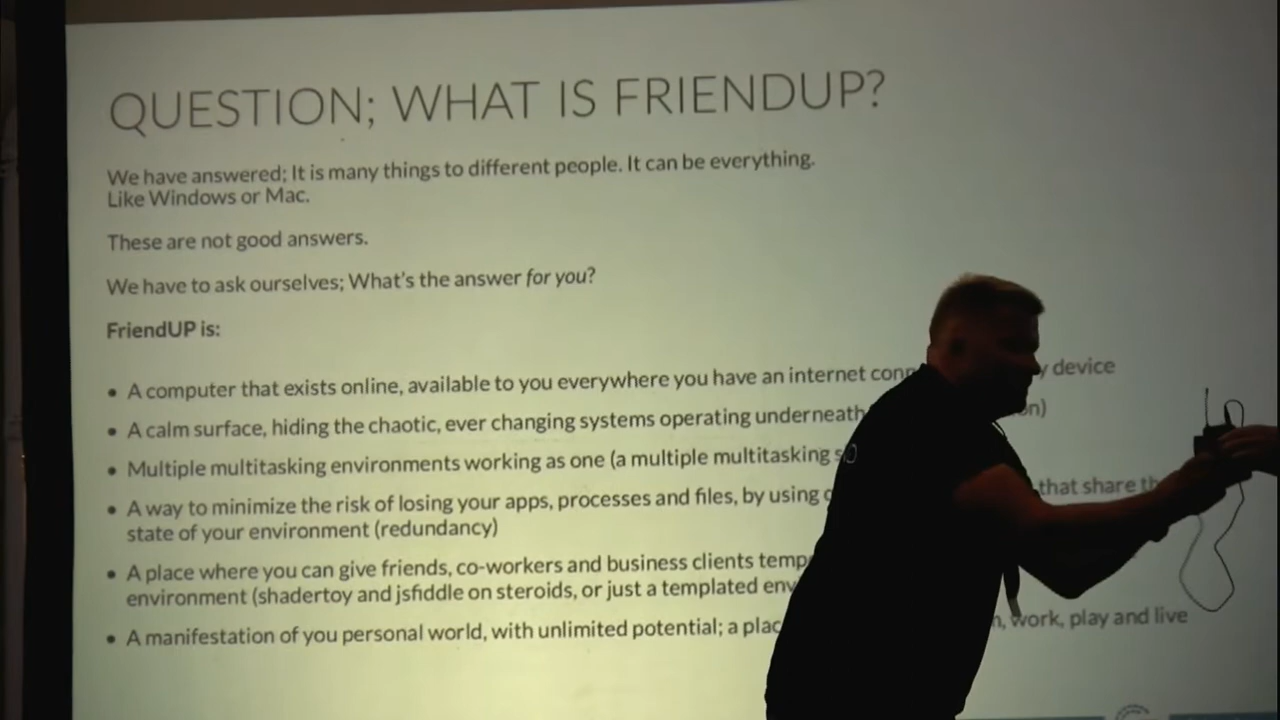 QUESTION; WHAT IS FRIENDUP?
We have answered; It is many things to different people. It can be everything.
Like Windows or Mac.
These are not good answers.
We have to ask ourselves; What's the answer for you?
FriendUP is:
• A computer that exists online, available to you everywhere you have an internet device
• A calm surface, hiding the chaotic, ever changing systems operating underneath
• Multiple multitasking environments working as one (a multiple multitasking
• A way to minimize the risk of losing your apps, processes and files, by using that share
state of your environment (redundancy)
• A place where you can give friends, co-workers and business clients
environment (shadertoy and jsfiddle on steroids, or just a templated
• A manifestation of you personal world, with unlimited potential; a work, play and live